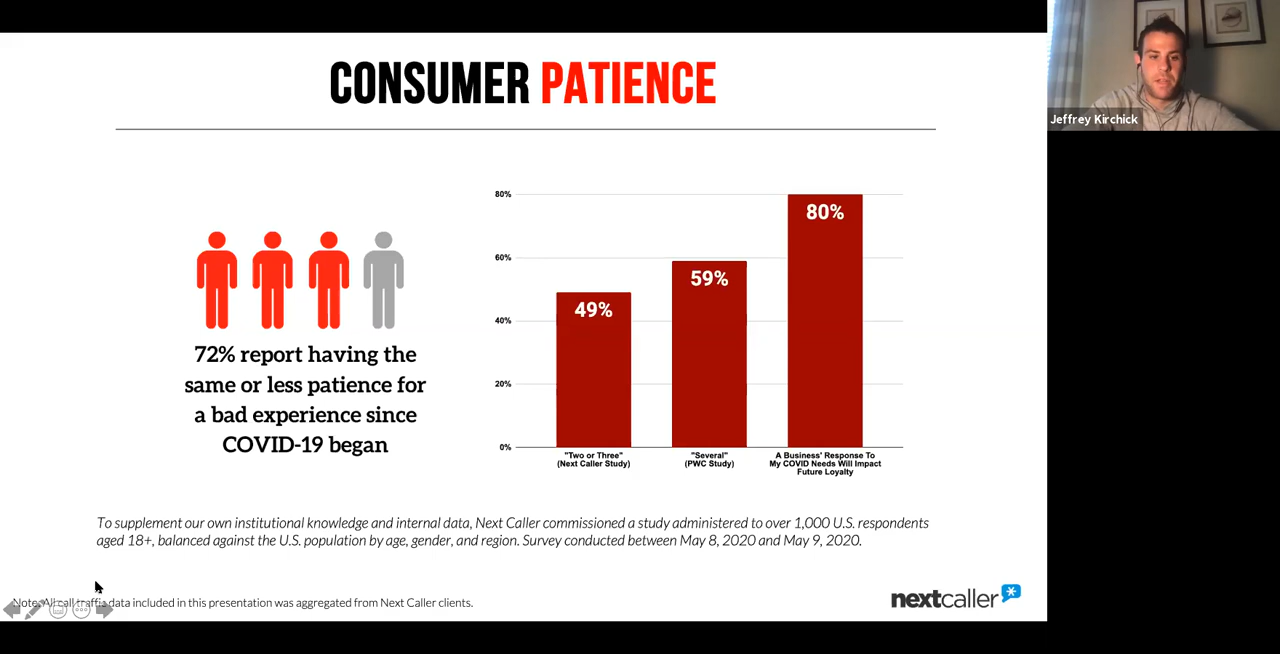 CONSUMER PATIENCE
Jeffrey Kirchick
72% report having the
same or less patience for
a bad experience since
COVID-19 began
80%
60%
40%
20%
0%
49%
59%
80%
"Two or Three"
(Next Caller Study)
"Several"
(PWC Study)
A Business' Response To
My COVID Needs Will Impact
Future Loyalty
To supplement our own institutional knowledge and internal data, Next Caller commissioned a study administered to over 1,000 U.S. respondents
aged 18+, balanced against the U.S. population by age, gender, and region. Survey conducted between May 8, 2020 and May 9, 2020.
Note: All call traffic data included in this presentation was aggregated from Next Caller clients.
nextcaller